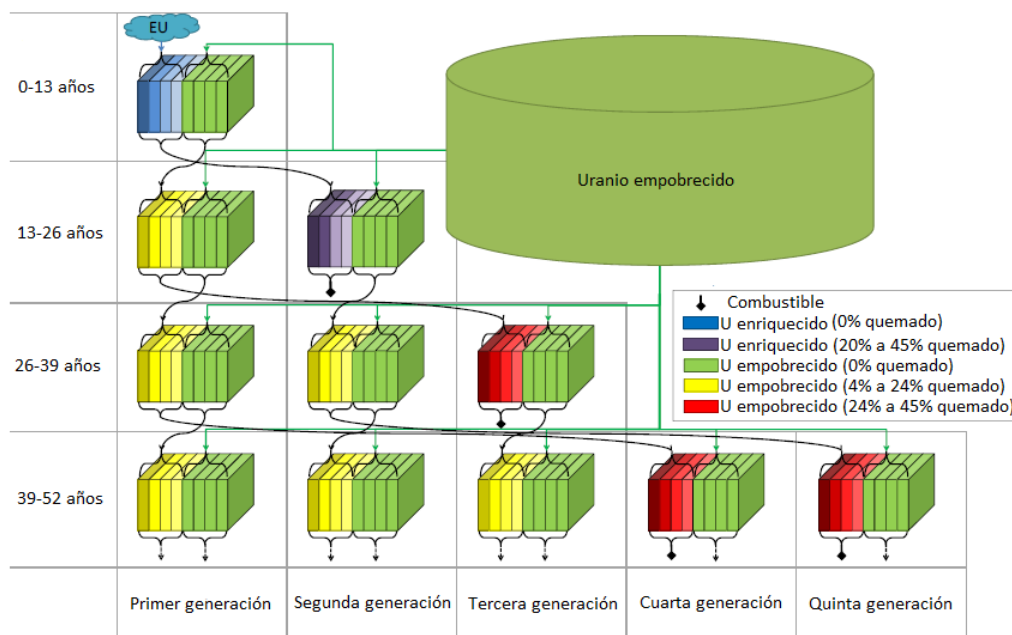 EU
0-13 años
Uranio empobrecido
13-26 años
Combustible
U enriquecido (0% quemado)
U enriquecido (20% a 45% quemado)
U empobrecido (0% quemado)
U empobrecido (4% a 24% quemado)
U empobrecido (24% a 45% quemado)
26-39 años
39-52 años
Primer generación
Segunda generación
Tercera generación
Cuarta generación
Quinta generación